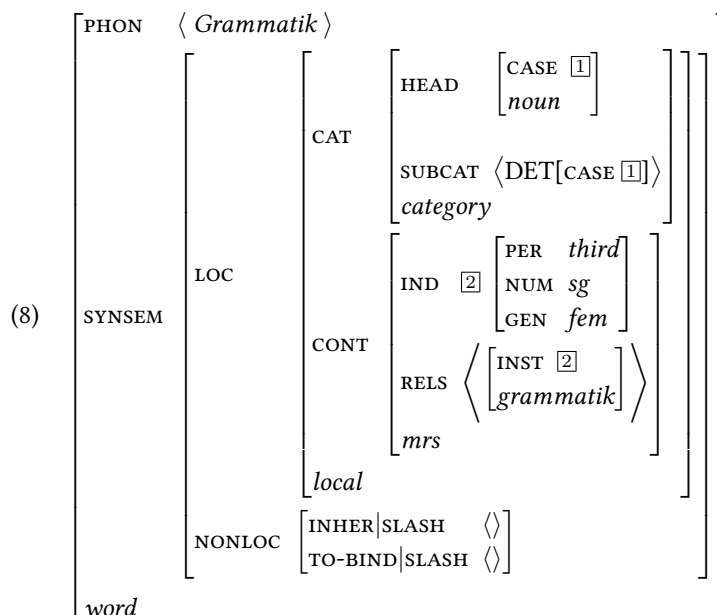 PHON ⟨ Grammatik ⟩
HEAD [CASE 1
noun]
CAT
SUBCAT ⟨DET[CASE 1]⟩
category
LOC
IND 2 [PER third
NUM sg
GEN fem]
(8) SYNSEM
CONT
RELS ⟨[INST 2
grammatik]⟩
mrs
local
NONLOC [INHER|SLASH ⟨⟩
TO-BIND|SLASH ⟨⟩]
word